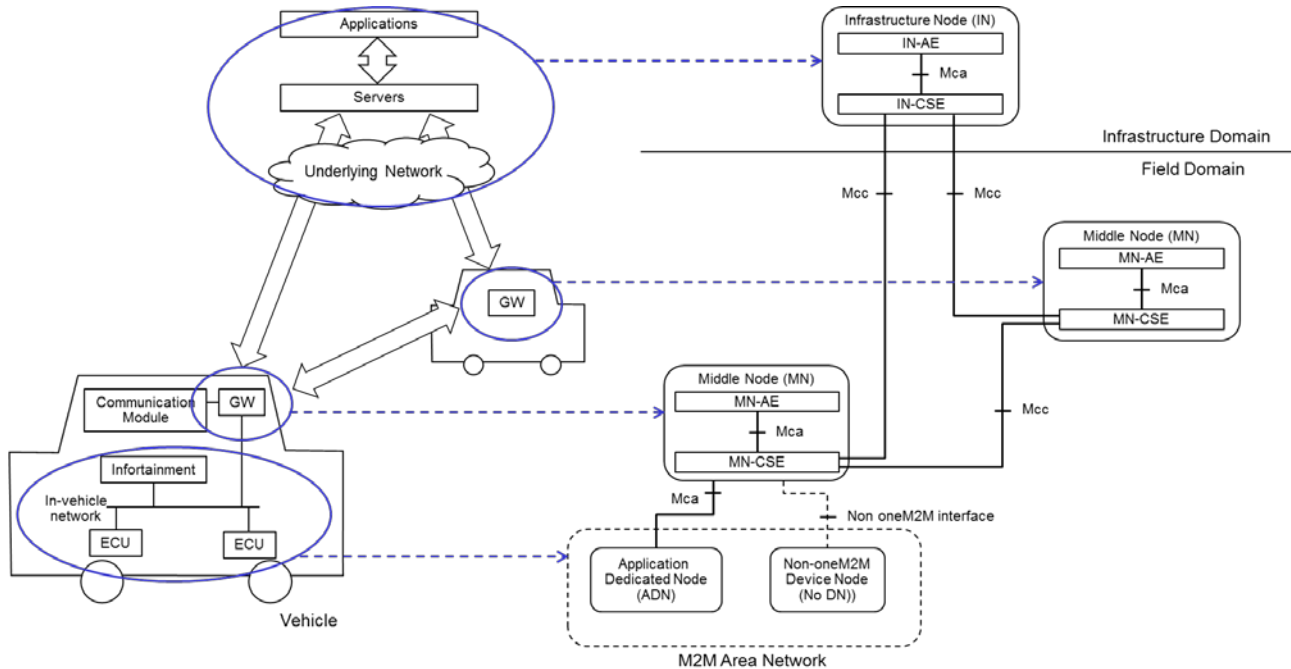 Applications
Servers
Underlying Network
GW
Communication
Module
GW
Infortainment
In-vehicle
network
ECU
ECU
Vehicle
Infrastructure Node (IN)
IN-AE
Mca
IN-CSE
Infrastructure Domain
Field Domain
Mcc
Mcc
Middle Node (MN)
MN-AE
Mca
MN-CSE
Middle Node (MN)
MN-AE
Mca
MN-CSE
Mcc
Mca
Non oneM2M interface
Application
Dedicated Node
(ADN)
Non-oneM2M
Device Node
(No DN))
M2M Area Network